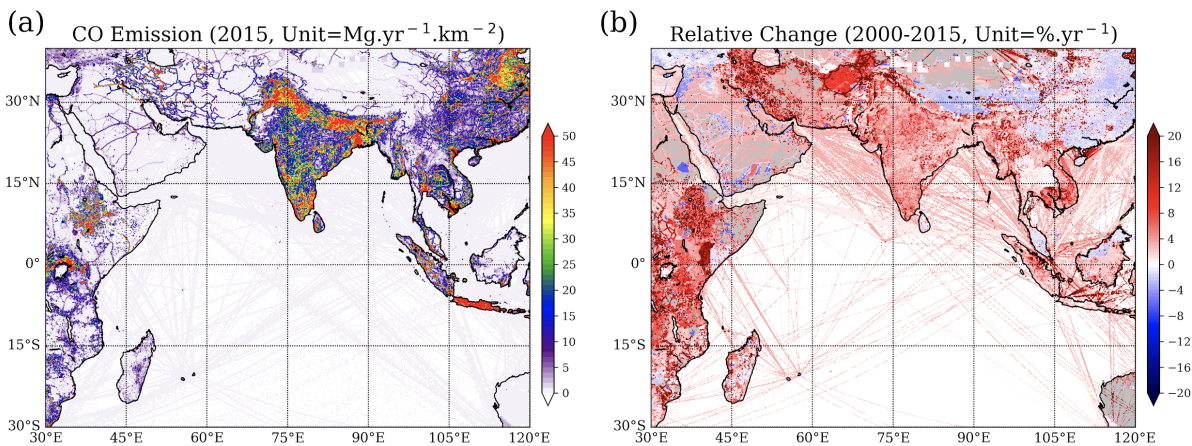 (a)
CO Emission (2015, Unit=Mg.yr⁻¹.km⁻²)
30°N
15°N
0°
15°S
30°S
30°E
45°E
60°E
75°E
90°E
105°E
120°E
50
45
40
35
30
25
20
15
10
5
0
(b)
Relative Change (2000-2015, Unit=%.yr⁻¹)
30°N
15°N
0°
15°S
30°S
30°E
45°E
60°E
75°E
90°E
105°E
120°E
20
16
12
8
4
0
−4
−8
−12
−16
−20